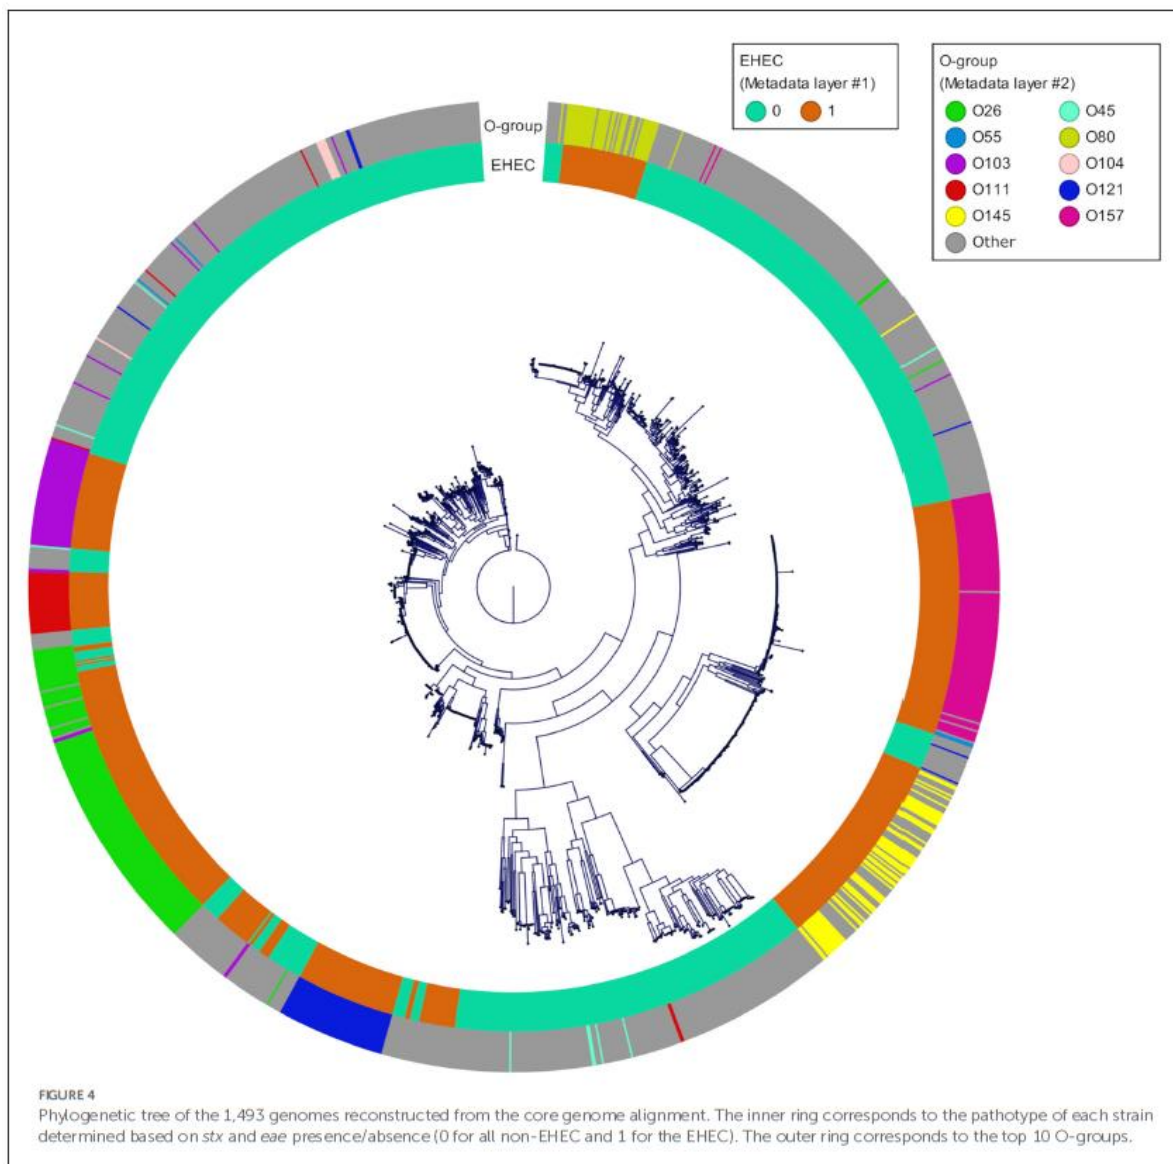 EHEC
(Metadata layer #1)
0 1
O-group
(Metadata layer #2)
O26 O45
O55 O80
O103 O104
O111 O121
O145 O157
Other
O-group
EHEC
FIGURE 4
Phylogenetic tree of the 1,493 genomes reconstructed from the core genome alignment. The inner ring corresponds to the pathotype of each strain
determined based on stx and eae presence/absence (0 for all non-EHEC and 1 for the EHEC). The outer ring corresponds to the top 10 O-groups.